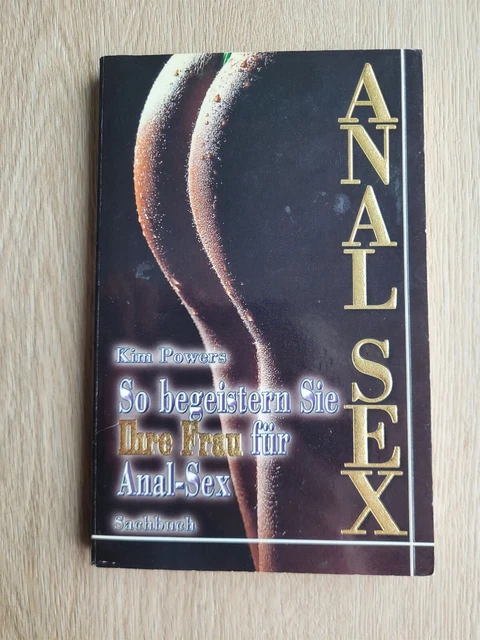 ANAL SEX
Kim Powers
So begeistern Sie
Ihre Frau für
Anal-Sex
Sachbuch